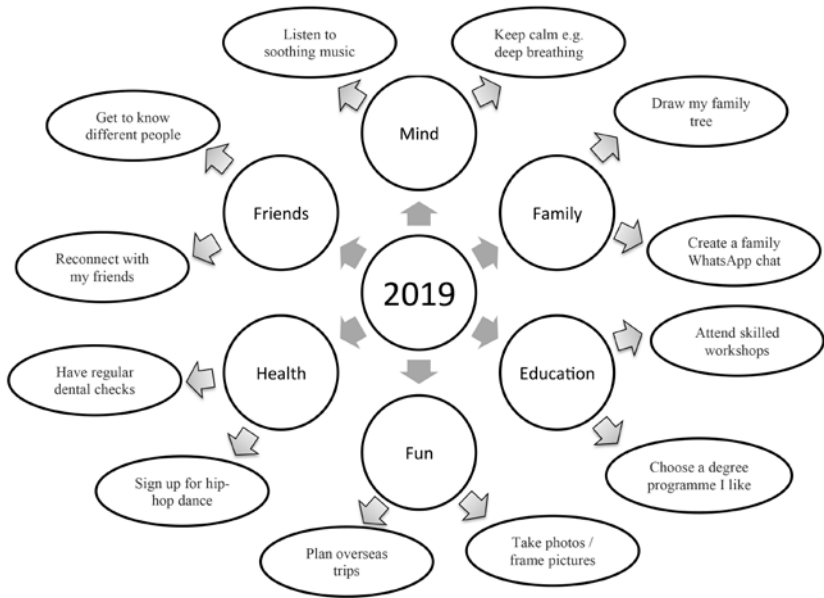 Listen to
soothing music
Keep calm e.g.
deep breathing
Get to know
different people
Mind
Draw my family
tree
Friends
Family
Reconnect with
my friends
2019
Create a family
WhatsApp chat
Attend skilled
workshops
Have regular
dental checks
Health
Education
Fun
Sign up for hip-
hop dance
Choose a degree
programme I like
Plan overseas
trips
Take photos /
frame pictures